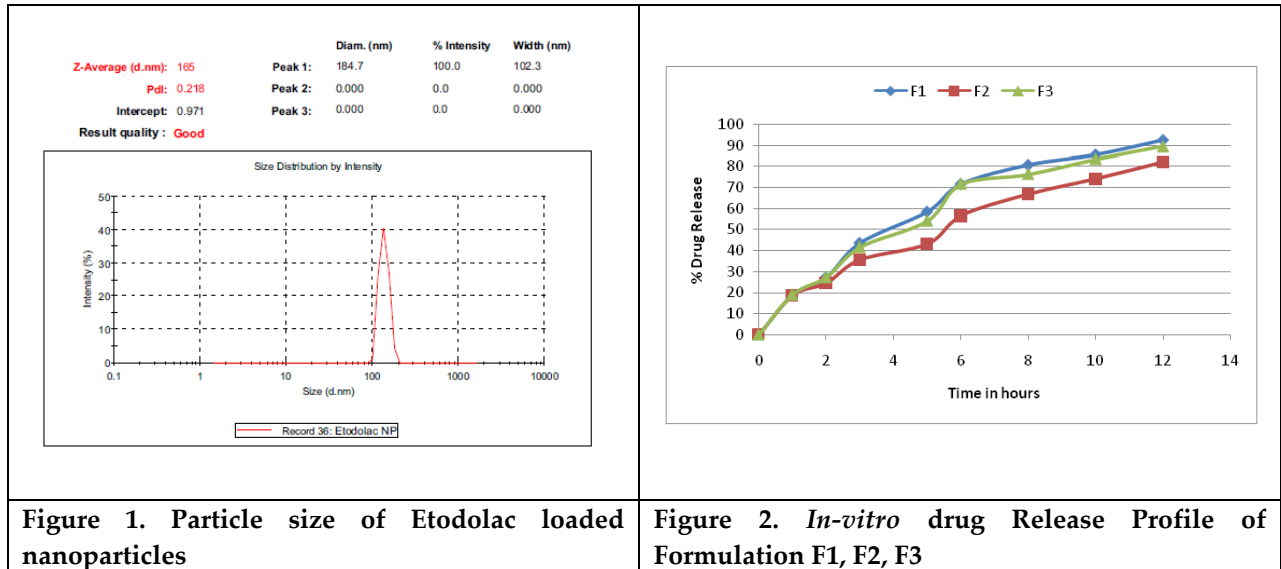 Diam. (nm) % Intensity Width (nm)
Z-Average (d.nm): 165 Peak 1: 184.7 100.0 102.3
PdI: 0.218 Peak 2: 0.000 0.0 0.000
Intercept: 0.971 Peak 3: 0.000 0.0 0.000
Result quality : Good
Size Distribution by Intensity
50
40
30
20
10
0
Intensity (%)
0.1 1 10 100 1000 10000
Size (d.nm)
Record 36: Etodolac NP
F1 F2 F3
100
90
80
70
60
50
40
30
20
10
0
% Drug Release
0 2 4 6 8 10 12 14
Time in hours
Figure 1. Particle size of Etodolac loaded
nanoparticles
Figure 2. In-vitro drug Release Profile of
Formulation F1, F2, F3